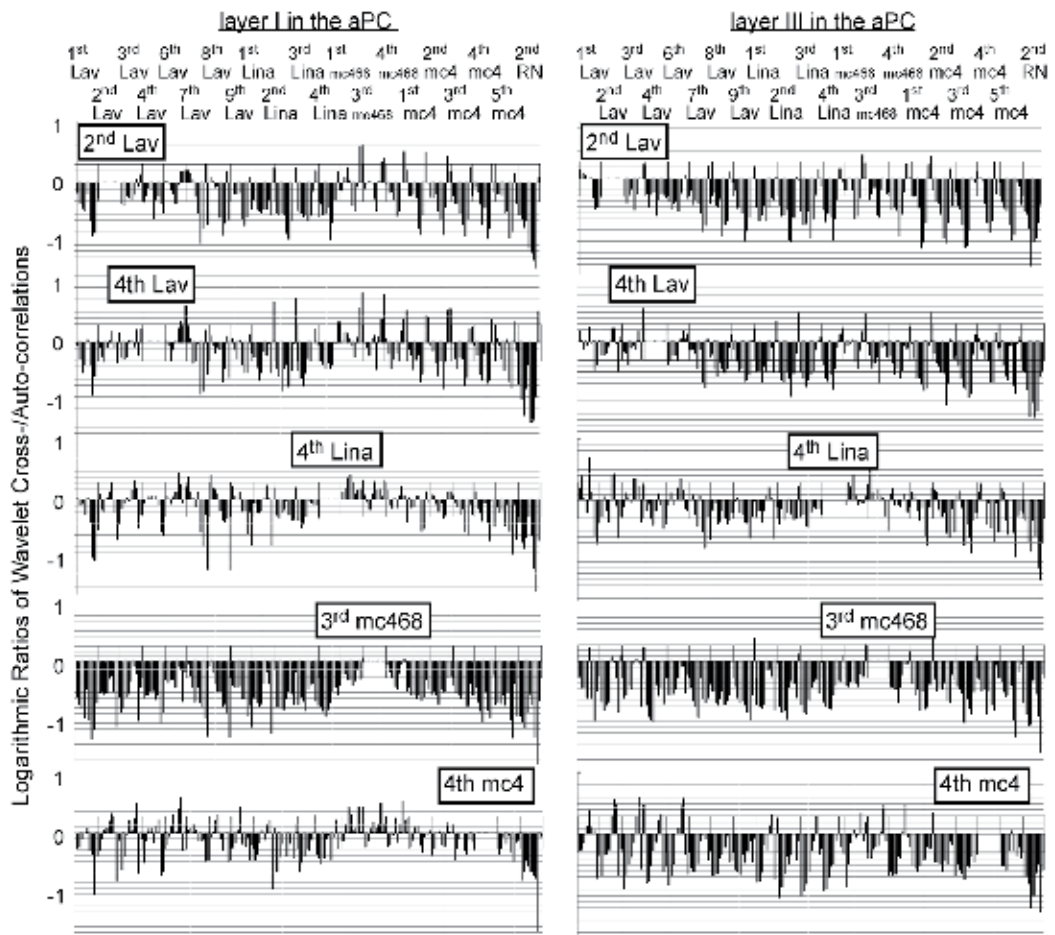 layer I in the aPC
layer III in the aPC
1st 3rd 6th 8th 1st 3rd 1st 4th 2nd 4th 2nd
Lav Lav Lav Lav Lina Lina mc468 mc468 mc4 mc4 RN
2nd 4th 7th 9th 2nd 4th 3rd 1st 3rd 5th
Lav Lav Lav Lav Lina Lina mc468 mc4 mc4 mc4
1st 3rd 6th 8th 1st 3rd 1st 4th 2nd 4th 2nd
Lav Lav Lav Lav Lina Lina mc468 mc468 mc4 mc4 RN
2nd 4th 7th 9th 2nd 4th 3rd 1st 3rd 5th
Lav Lav Lav Lav Lina Lina mc468 mc4 mc4 mc4
Logarithmic Ratios of Wavelet Cross-/Auto-correlations
1
2nd Lav
2nd Lav
0
-1
1
4th Lav
4th Lav
0
-1
1
4th Lina
4th Lina
0
-1
1
3rd mc468
3rd mc468
0
-1
1
4th mc4
4th mc4
0
-1